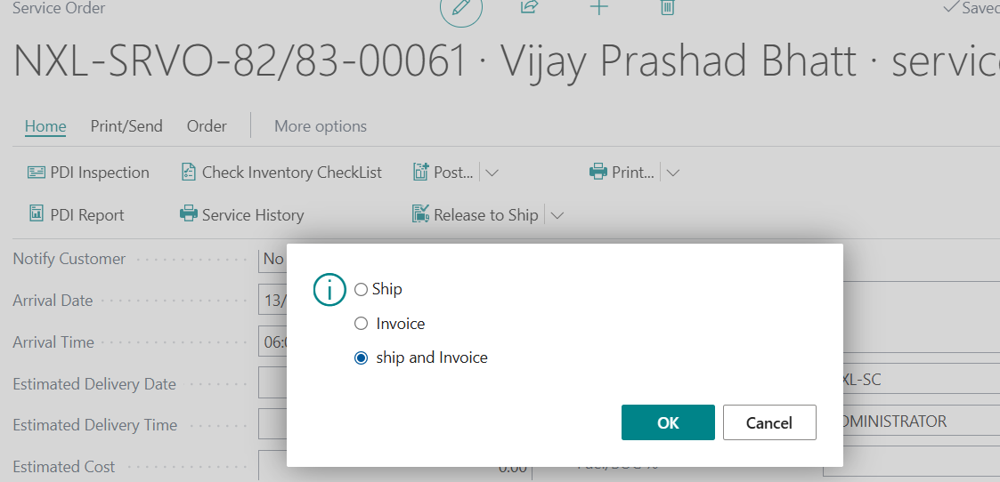 Service Order
Saved
NXL-SRVO-82/83-00061 · Vijay Prashad Bhatt · service
Home Print/Send Order More options
PDI Inspection Check Inventory CheckList Post... Print...
PDI Report Service History Release to Ship
Notify Customer No
Arrival Date 13/
Arrival Time 06:
Estimated Delivery Date
Estimated Delivery Time
Estimated Cost 0.00
Ship
Invoice
ship and Invoice
OK Cancel
XL-SC
DMINISTRATOR